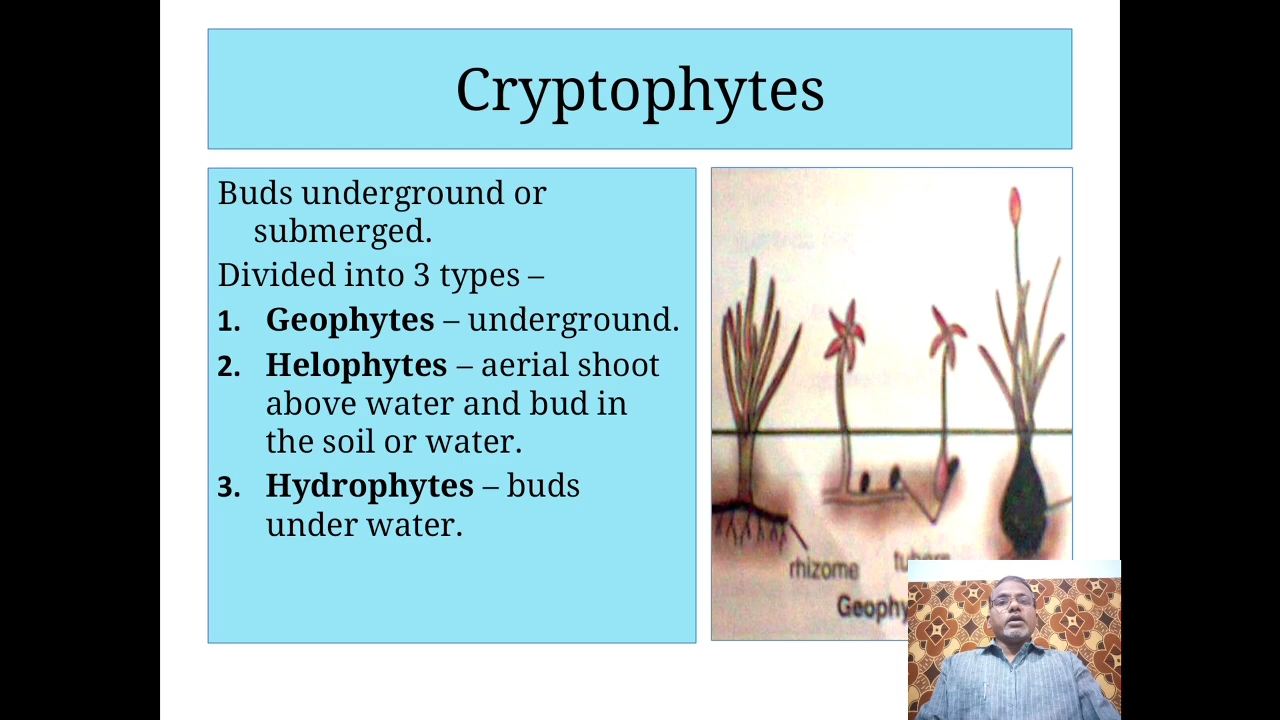 Cryptophytes
Buds underground or
submerged.
Divided into 3 types –
1. Geophytes – underground.
2. Helophytes – aerial shoot
above water and bud in
the soil or water.
3. Hydrophytes – buds
under water.
rhizome